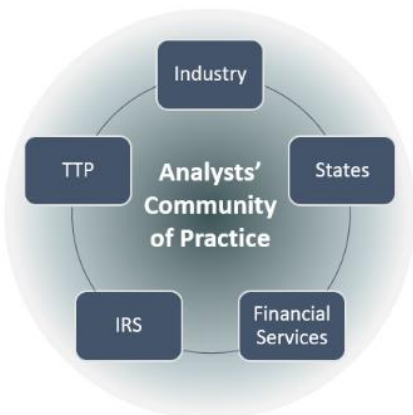 Industry
TTP
Analysts'
Community
of Practice
States
IRS
Financial
Services